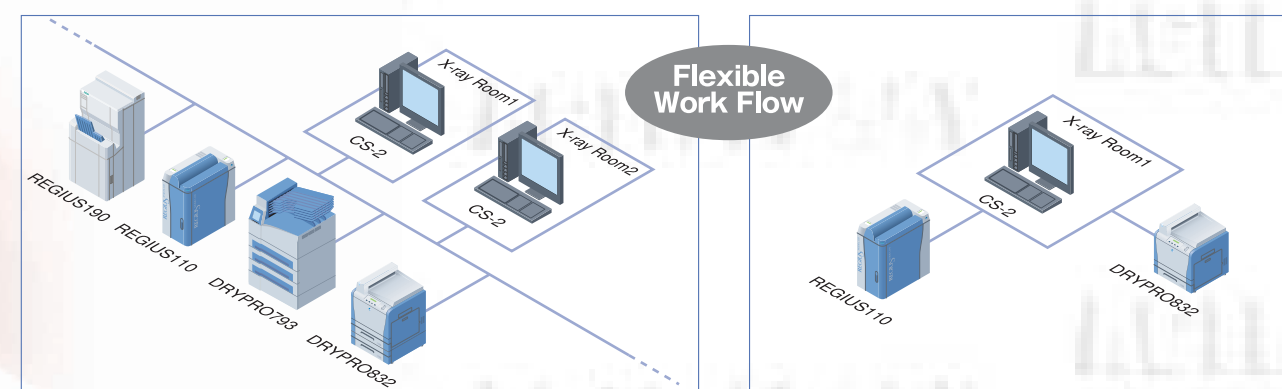 Flexible
Work Flow
X-ray Room1
CS-2
X-ray Room2
CS-2
REGIUS190
REGIUS110
DRYPRO793
DRYPRO832
X-ray Room1
CS-2
REGIUS110
DRYPRO832